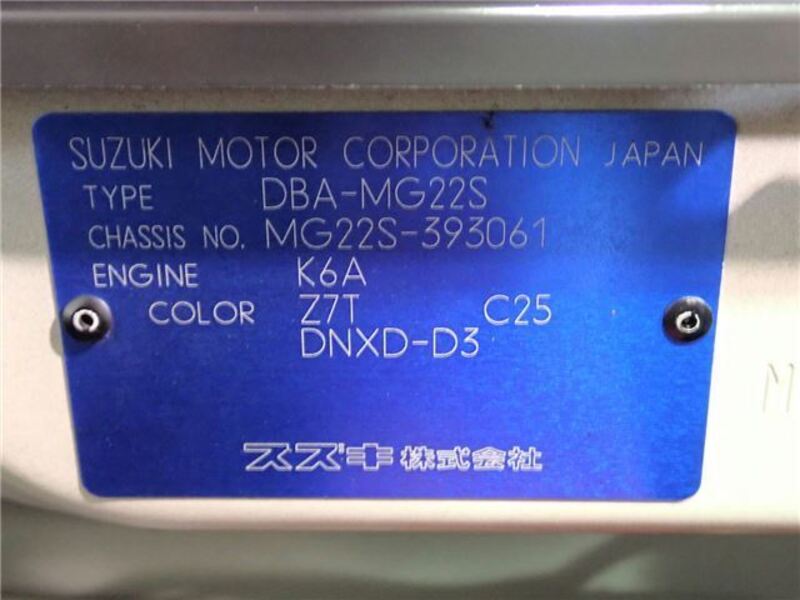 SUZUKI MOTOR CORPORATION JAPAN
TYPE DBA-MG22S
CHASSIS NO. MG22S-393061
ENGINE K6A
COLOR Z7T C25
DNXD-D3
スズキ株式会社
M